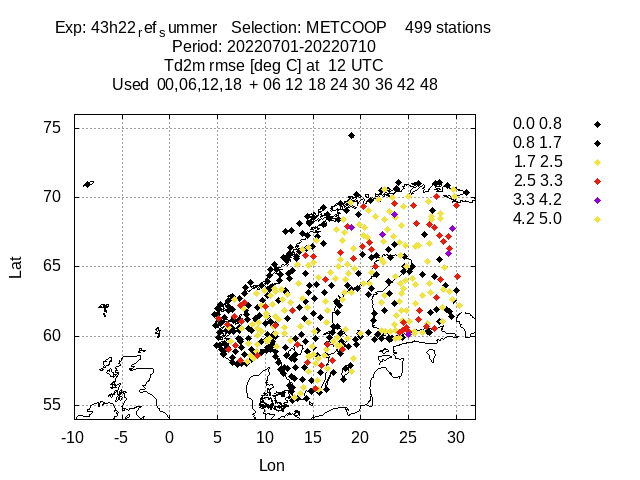 Exp: 43h22refsummer Selection: METCOOP 499 stations
Period: 20220701-20220710
Td2m rmse [deg C] at 12 UTC
Used 00,06,12,18 + 06 12 18 24 30 36 42 48
75
70
65
60
55
Lat
-10 -5 0 5 10 15 20 25 30
Lon
0.0 0.8
0.8 1.7
1.7 2.5
2.5 3.3
3.3 4.2
4.2 5.0